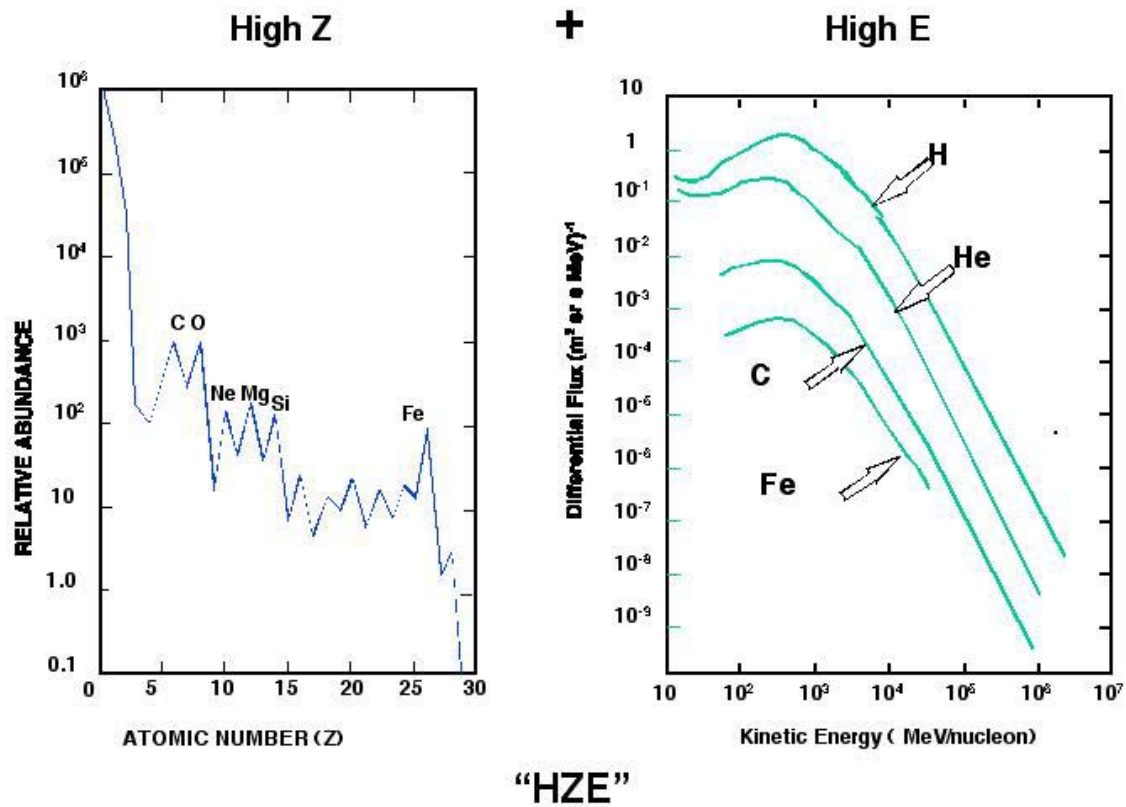 High Z + High E
10⁶
10⁵
10⁴
10³
10²
10
1.0
0.1
RELATIVE ABUNDANCE
C O
Ne Mg Si
Fe
0 5 10 15 20 25 30
ATOMIC NUMBER (Z)
10
1
10⁻¹
10⁻²
10⁻³
10⁻⁴
10⁻⁵
10⁻⁶
10⁻⁷
10⁻⁸
10⁻⁹
Differential Flux (m² sr s MeV)⁻¹
H
He
C
Fe
10 10² 10³ 10⁴ 10⁵ 10⁶ 10⁷
Kinetic Energy ( MeV/nucleon)
“HZE”